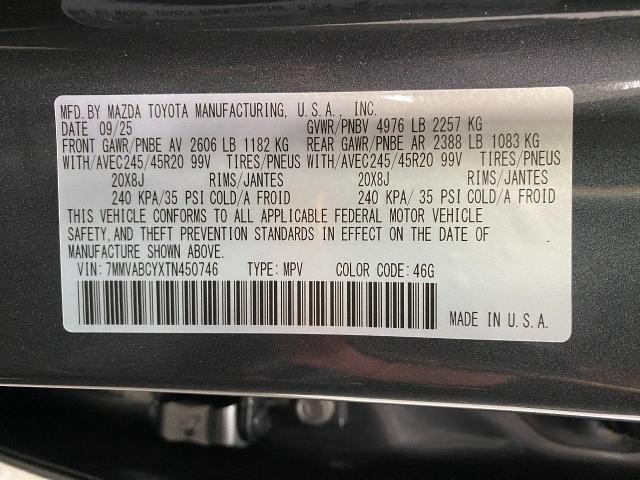 MFD.BY MAZDA TOYOTA MANUFACTURING, U.S.A., INC.
DATE 09/25 GVWR/PNBV 4976 LB 2257 KG
FRONT GAWR/PNBE AV 2606 LB 1182 KG REAR GAWR/PNBE AR 2388 LB 1083 KG
WITH/AVEC245/45R20 99V TIRES/PNEUS WITH/AVEC245/45R20 99V TIRES/PNEUS
20X8J RIMS/JANTES 20X8J RIMS/JANTES
240 KPA/35 PSI COLD/A FROID 240 KPA/ 35 PSI COLD/A FROID
THIS VEHICLE CONFORMS TO ALL APPLICABLE FEDERAL MOTOR VEHICLE
SAFETY,AND THEFT PREVENTION STANDARDS IN EFFECT ON THE DATE OF
MANUFACTURE SHOWN ABOVE.
VIN: 7MMVABCYXTN450746 TYPE: MPV COLOR CODE: 46G
MADE IN U.S.A.